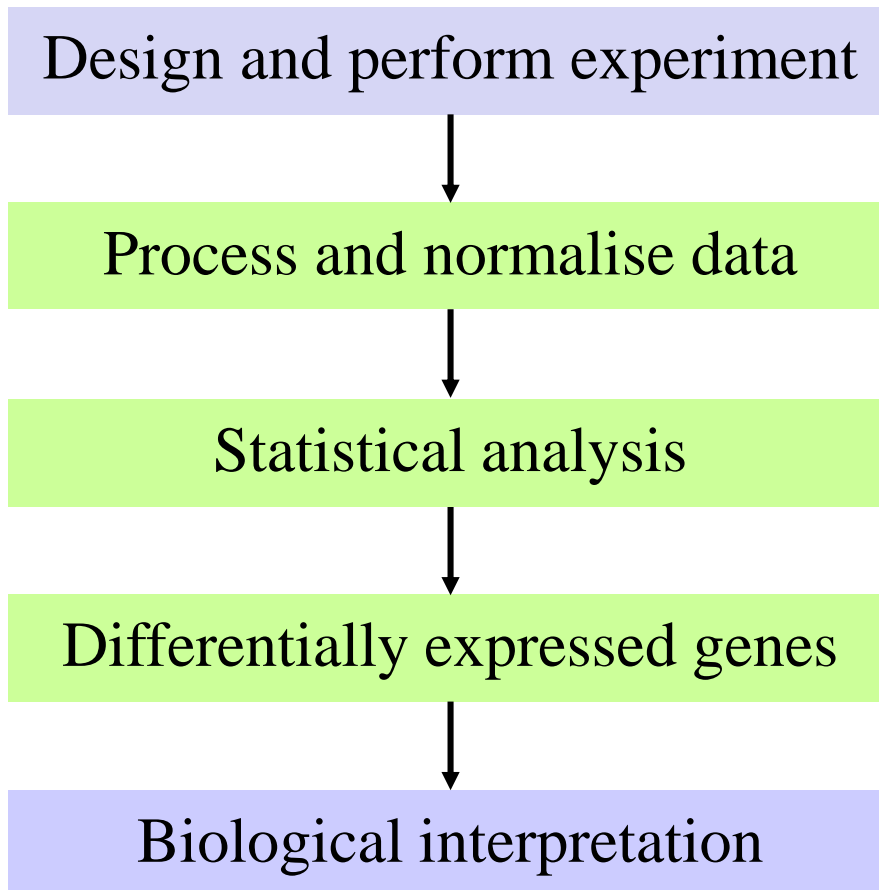 Design and perform experiment
Process and normalise data
Statistical analysis
Differentially expressed genes
Biological interpretation